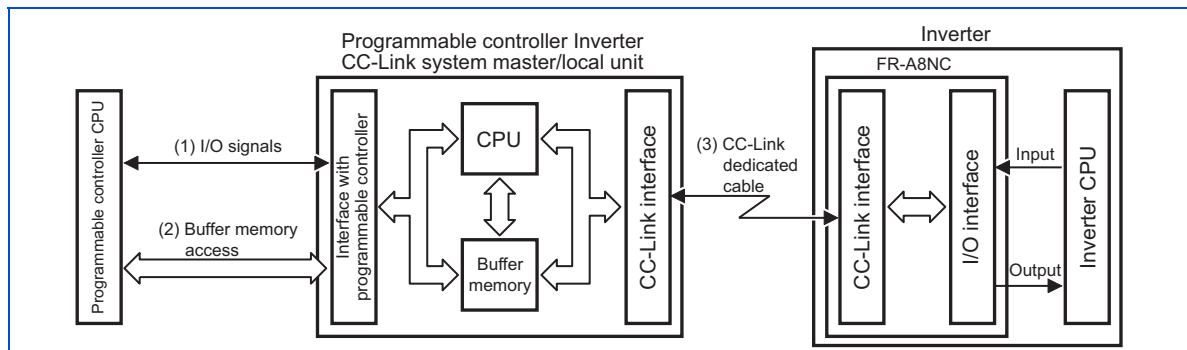 Programmable controller Inverter
CC-Link system master/local unit
Inverter
FR-A8NC
Programmable controller CPU
(1) I/O signals
(2) Buffer memory
access
Interface with
programmable controller
CPU
Buffer
memory
CC-Link interface
(3) CC-Link
dedicated
cable
CC-Link interface
I/O interface
Input
Output
Inverter CPU